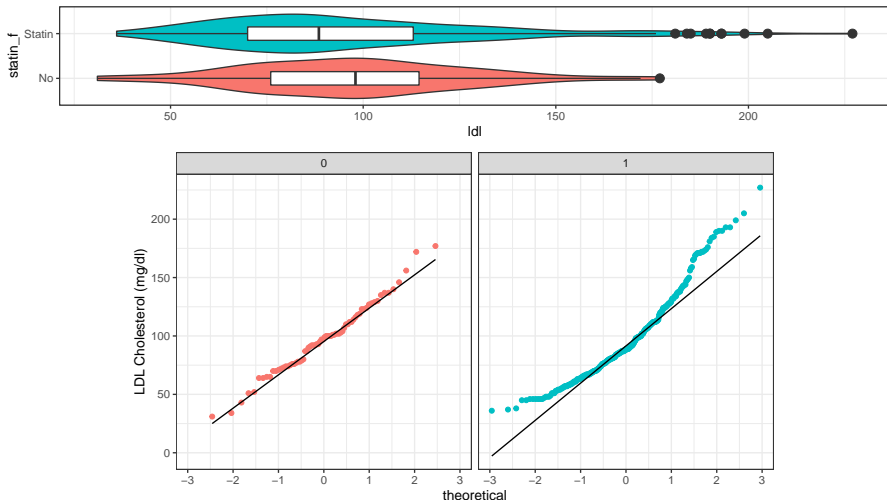 statin_f
Statin
No
50 100 150 200
ldl
0 1
LDL Cholesterol (mg/dl)
200
150
100
50
0
−3 −2 −1 0 1 2 3 −3 −2 −1 0 1 2 3
theoretical